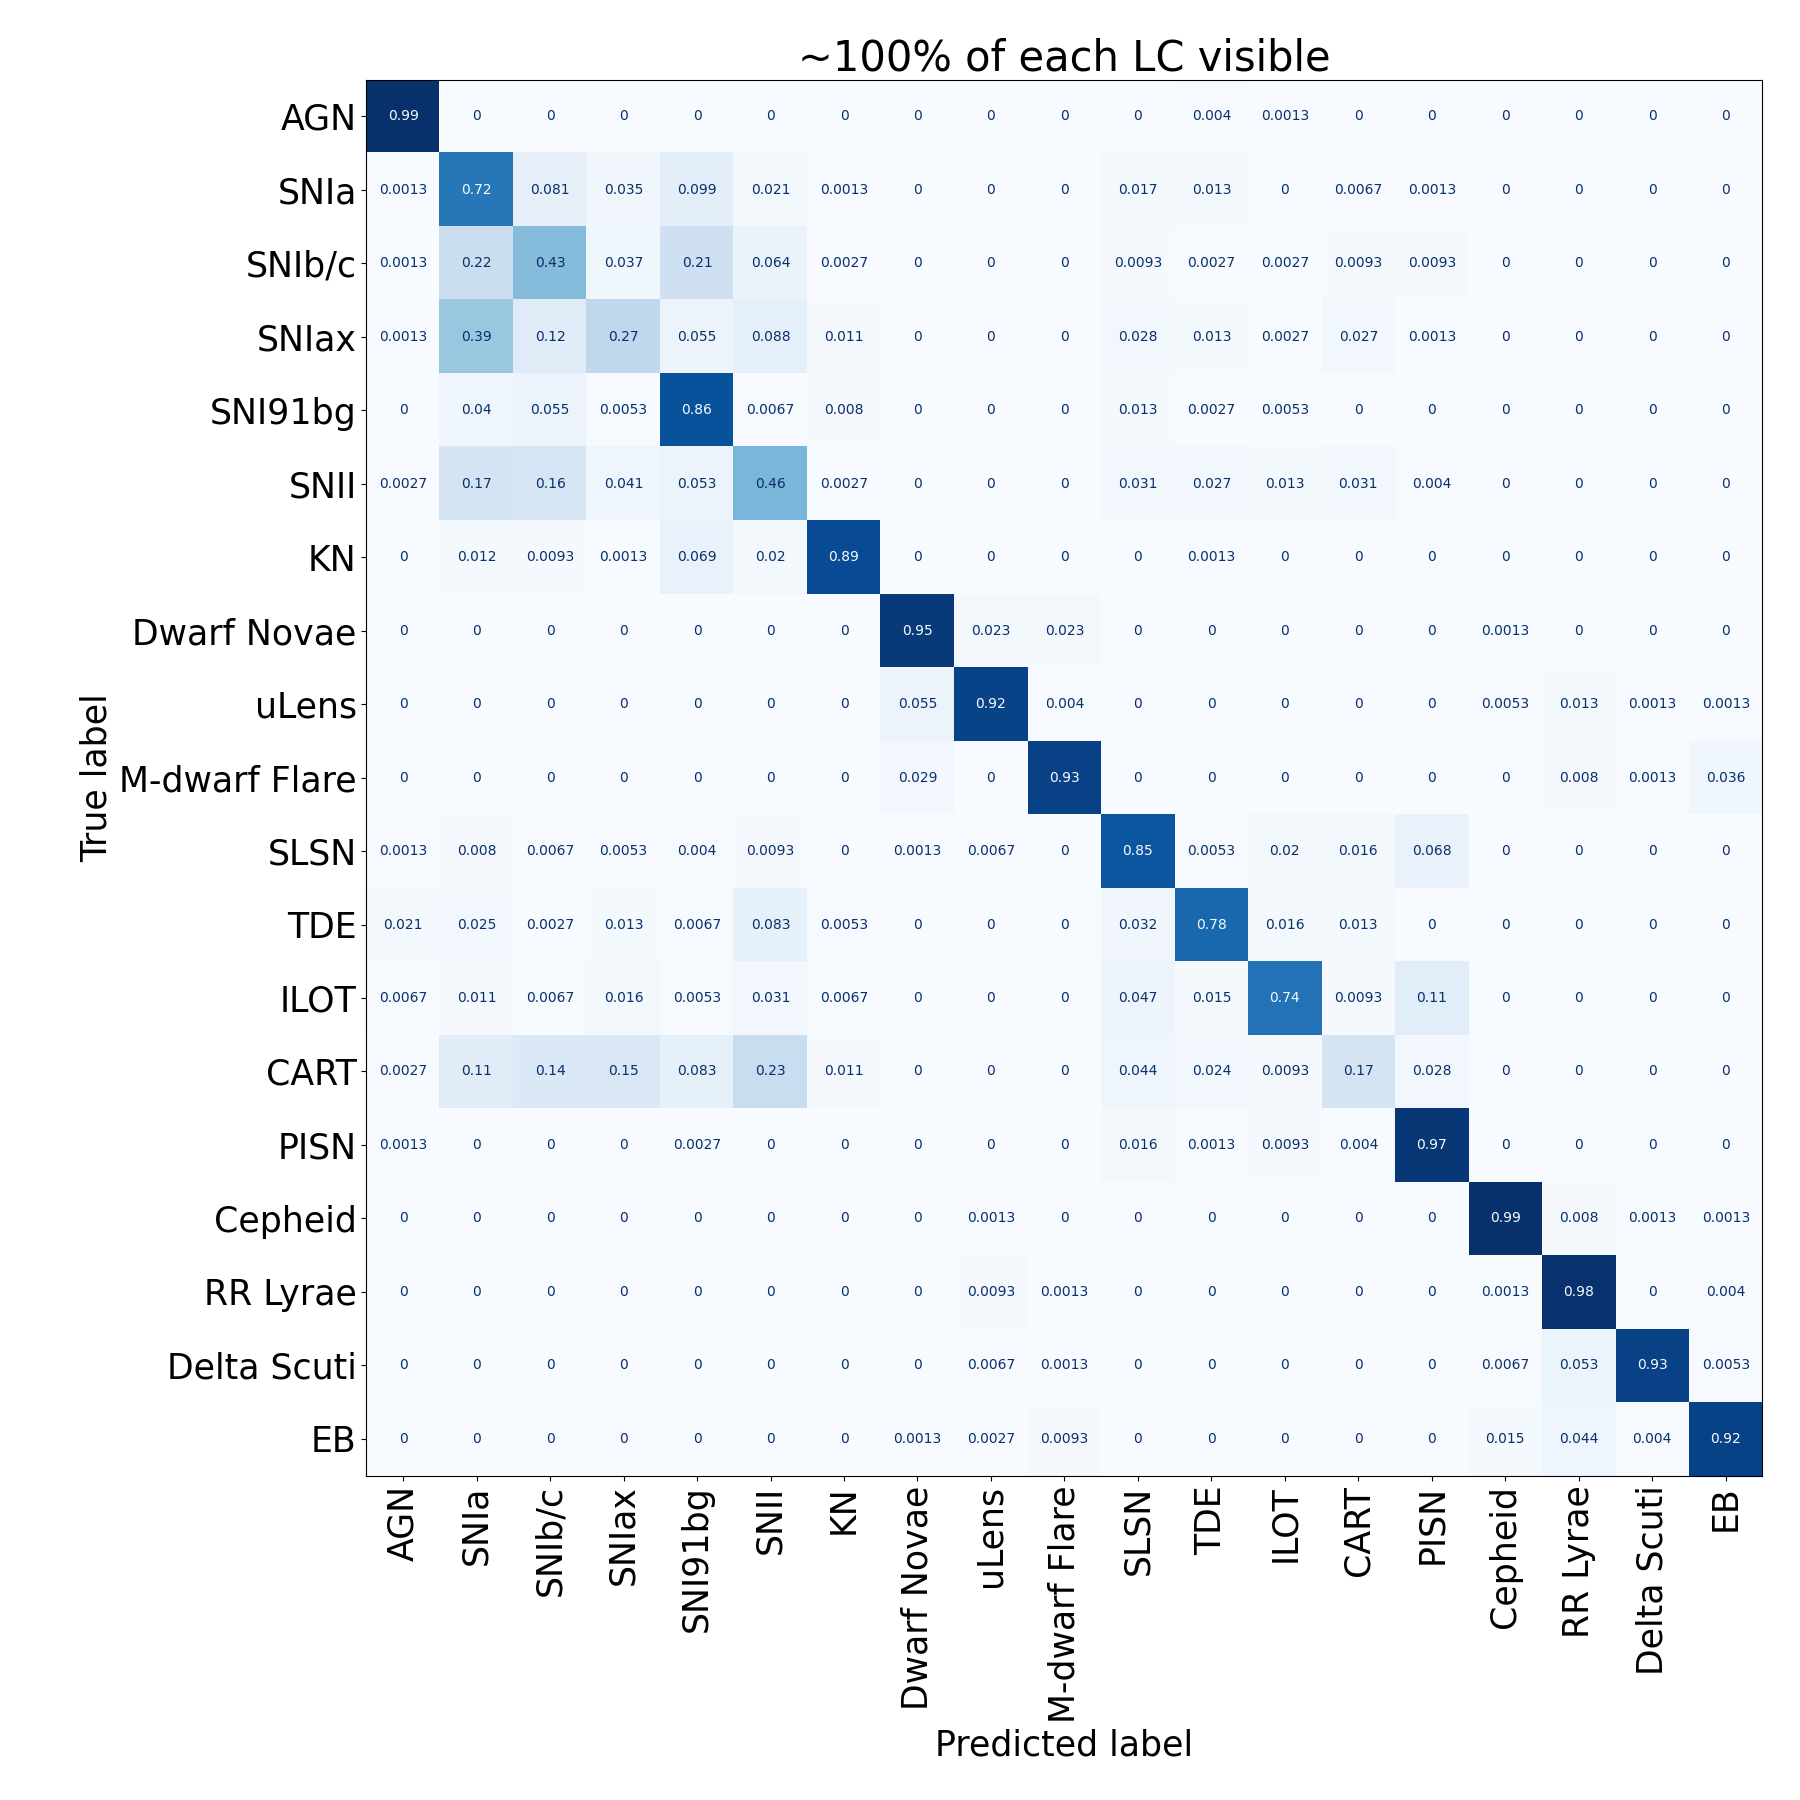 ~100% of each LC visible
AGN 0.99 0 0 0 0 0 0 0 0 0 0 0.004 0.0013 0 0 0 0 0 0
SNIa 0.0013 0.72 0.081 0.035 0.099 0.021 0.0013 0 0 0 0.017 0.013 0 0.0067 0.0013 0 0 0 0
SNIb/c 0.0013 0.22 0.43 0.037 0.21 0.064 0.0027 0 0 0 0.0093 0.0027 0.0027 0.0093 0.0093 0 0 0 0
SNIax 0.0013 0.39 0.12 0.27 0.055 0.088 0.011 0 0 0 0.028 0.013 0.0027 0.027 0.0013 0 0 0 0
SNI91bg 0 0.04 0.055 0.0053 0.86 0.0067 0.008 0 0 0 0.013 0.0027 0.0053 0 0 0 0 0 0
SNII 0.0027 0.17 0.16 0.041 0.053 0.46 0.0027 0 0 0 0.031 0.027 0.013 0.031 0.004 0 0 0 0
KN 0 0.012 0.0093 0.0013 0.069 0.02 0.89 0 0 0 0 0.0013 0 0 0 0 0 0 0
Dwarf Novae 0 0 0 0 0 0 0 0.95 0.023 0.023 0 0 0 0 0 0.0013 0 0 0
uLens 0 0 0 0 0 0 0 0.055 0.92 0.004 0 0 0 0 0 0.0053 0.013 0.0013 0.0013
M-dwarf Flare 0 0 0 0 0 0 0 0.029 0 0.93 0 0 0 0 0 0 0.008 0.0013 0.036
SLSN 0.0013 0.008 0.0067 0.0053 0.004 0.0093 0 0.0013 0.0067 0 0.85 0.0053 0.02 0.016 0.068 0 0 0 0
TDE 0.021 0.025 0.0027 0.013 0.0067 0.083 0.0053 0 0 0 0.032 0.78 0.016 0.013 0 0 0 0 0
ILOT 0.0067 0.011 0.0067 0.016 0.0053 0.031 0.0067 0 0 0 0.047 0.015 0.74 0.0093 0.11 0 0 0 0
CART 0.0027 0.11 0.14 0.15 0.083 0.23 0.011 0 0 0 0.044 0.024 0.0093 0.17 0.028 0 0 0 0
PISN 0.0013 0 0 0 0.0027 0 0 0 0 0 0.016 0.0013 0.0093 0.004 0.97 0 0 0 0
Cepheid 0 0 0 0 0 0 0 0 0.0013 0 0 0 0 0 0 0.99 0.008 0.0013 0.0013
RR Lyrae 0 0 0 0 0 0 0 0 0.0093 0.0013 0 0 0 0 0 0.0013 0.98 0 0.004
Delta Scuti 0 0 0 0 0 0 0 0 0.0067 0.0013 0 0 0 0 0 0.0067 0.053 0.93 0.0053
EB 0 0 0 0 0 0 0 0.0013 0.0027 0.0093 0 0 0 0 0 0.015 0.044 0.004 0.92
True label
AGN SNIa SNIb/c SNIax SNI91bg SNII KN Dwarf Novae uLens M-dwarf Flare SLSN TDE ILOT CART PISN Cepheid RR Lyrae Delta Scuti EB
Predicted label